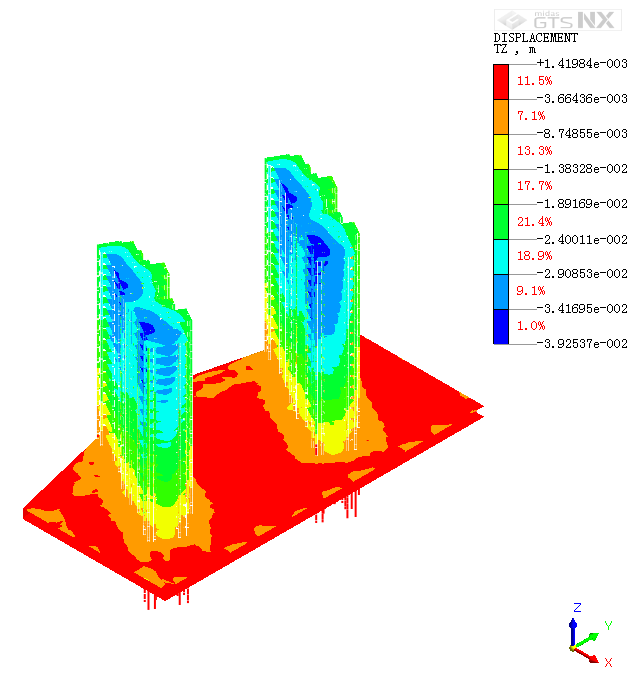 midas
GTS NX
DISPLACEMENT
TZ , m
+1.41984e-003
11.5%
-3.66436e-003
7.1%
-8.74855e-003
13.3%
-1.38328e-002
17.7%
-1.89169e-002
21.4%
-2.40011e-002
18.9%
-2.90853e-002
9.1%
-3.41695e-002
1.0%
-3.92537e-002
Z
Y
X